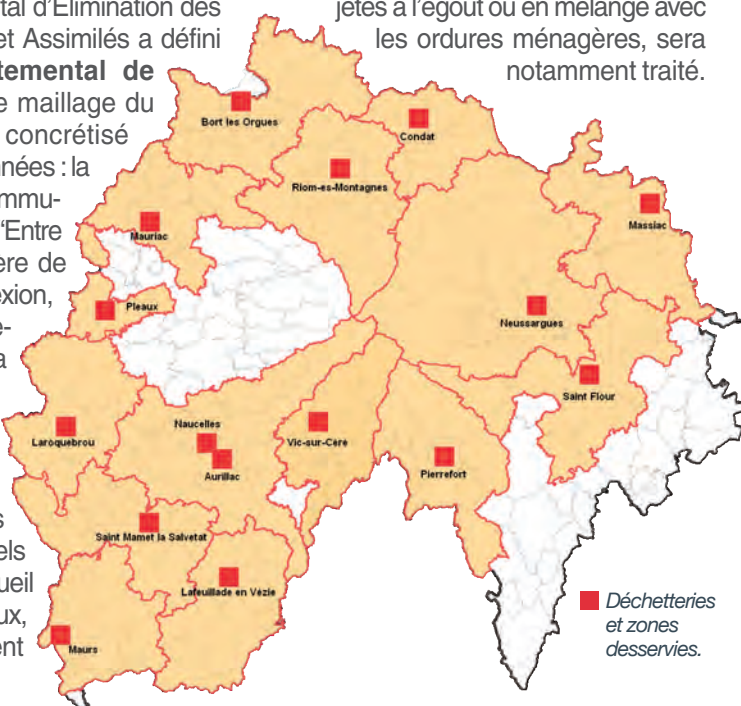 tal d'Élimination des
et Assimilés a défini
temental de
e maillage du
concrétisé
nées : la
mmu-
"Entre
ère de
exion,
e-
a
s
els
ueil
ux,
ent
jetés à l'égout ou en mélange avec
les ordures ménagères, sera
notamment traité.
Bort les Orgues
Condat
Riom-es-Montagnes
Massiac
Mauriac
Pleaux
Neussargues
Saint Flour
Naucelles
Laroquebrou
Vic-sur-Cère
Aurillac
Pierrefort
Saint Mamet la Salvetat
Lafeuillade en Vézie
Maurs
Déchetteries
et zones
desservies.